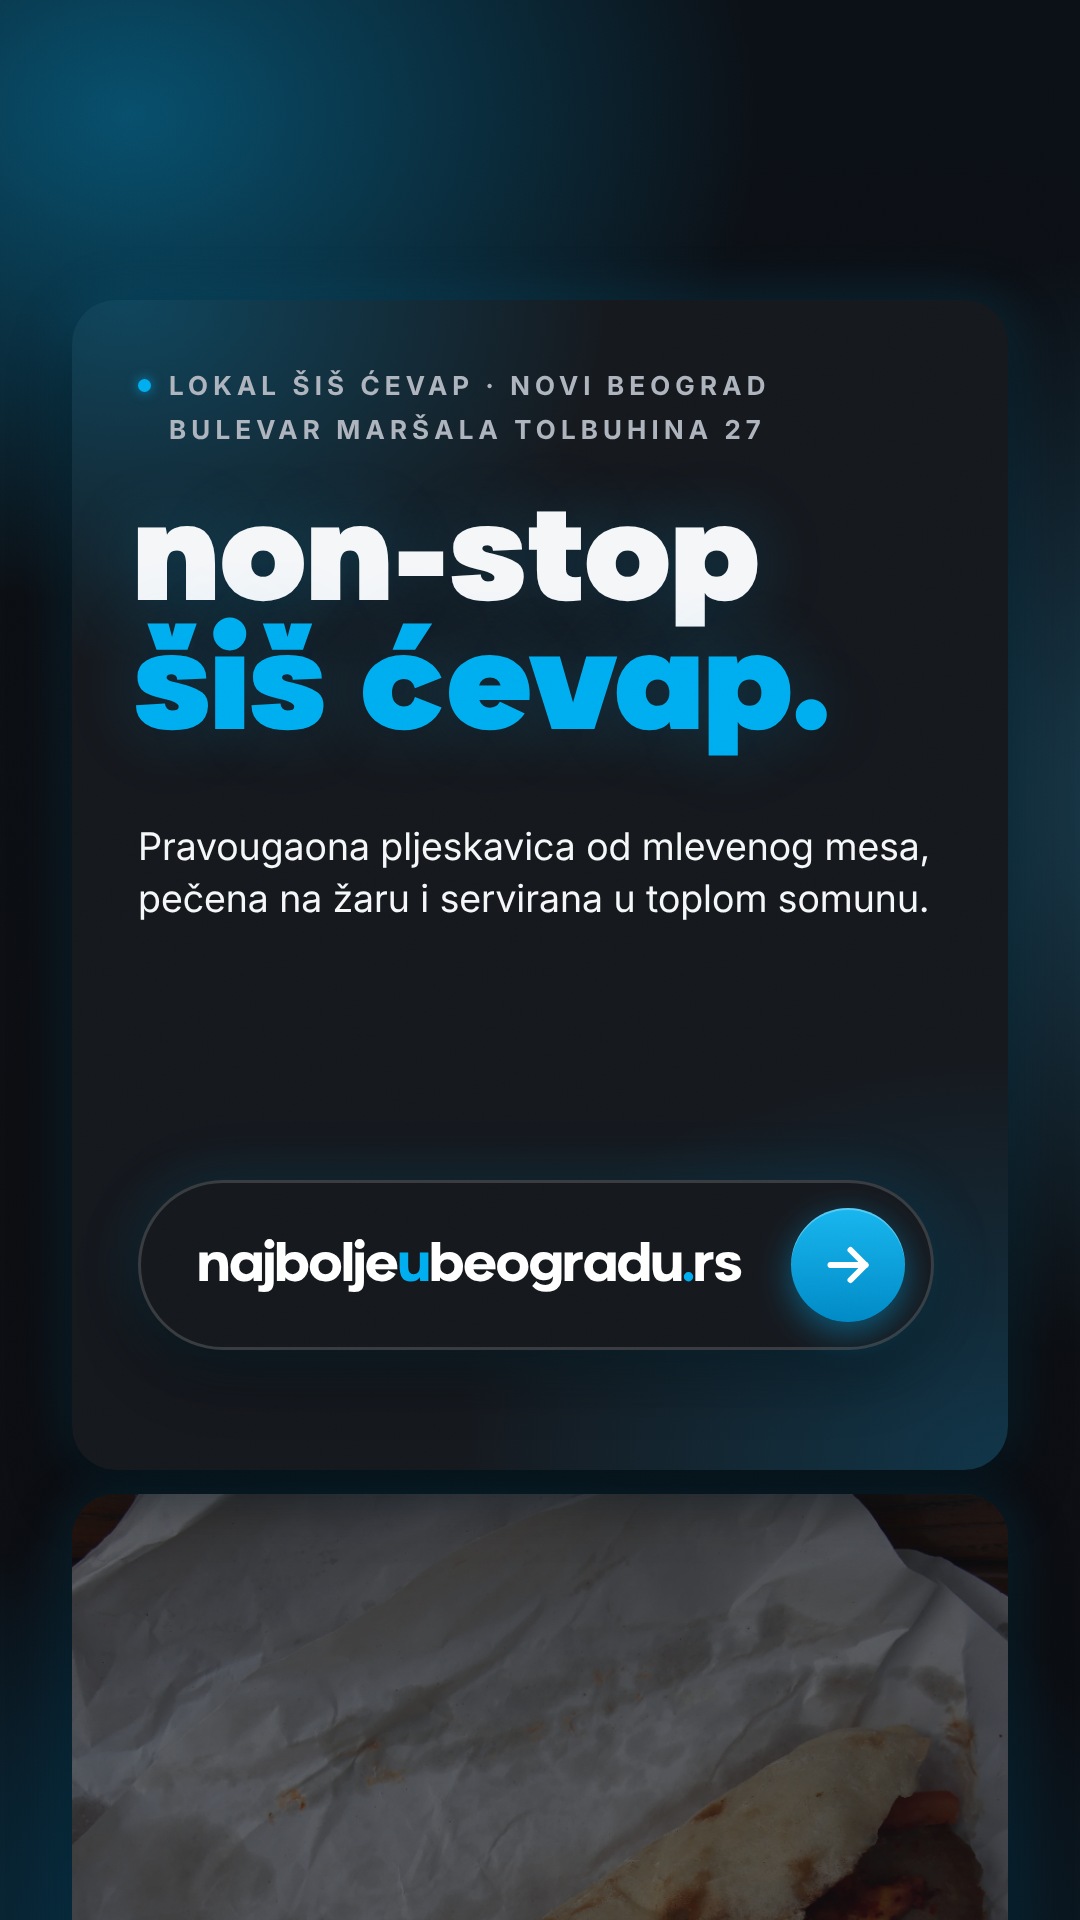 LOKAL ŠIŠ ĆEVAP · NOVI BEOGRAD
BULEVAR MARŠALA TOLBUHINA 27
non-stop
šiš ćevap.
Pravougaona pljeskavica od mlevenog mesa,
pečena na žaru i servirana u toplom somunu.
najboljeubeogradu.rs